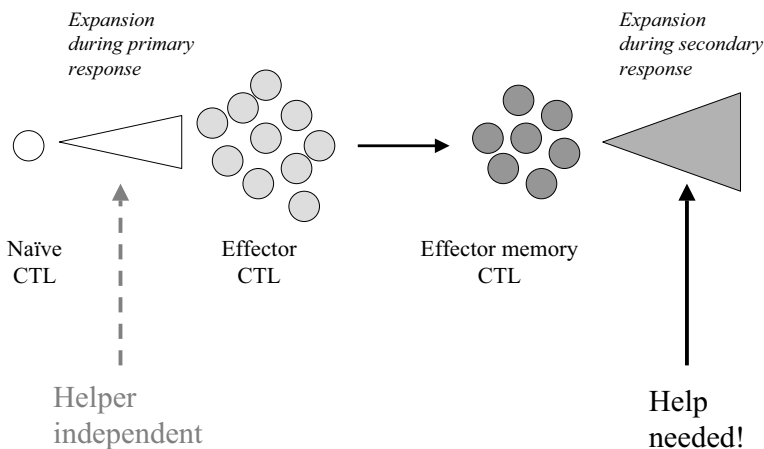 Expansion
during primary
response
Expansion
during secondary
response
Naïve
CTL
Effector
CTL
Effector memory
CTL
Helper
independent
Help
needed!